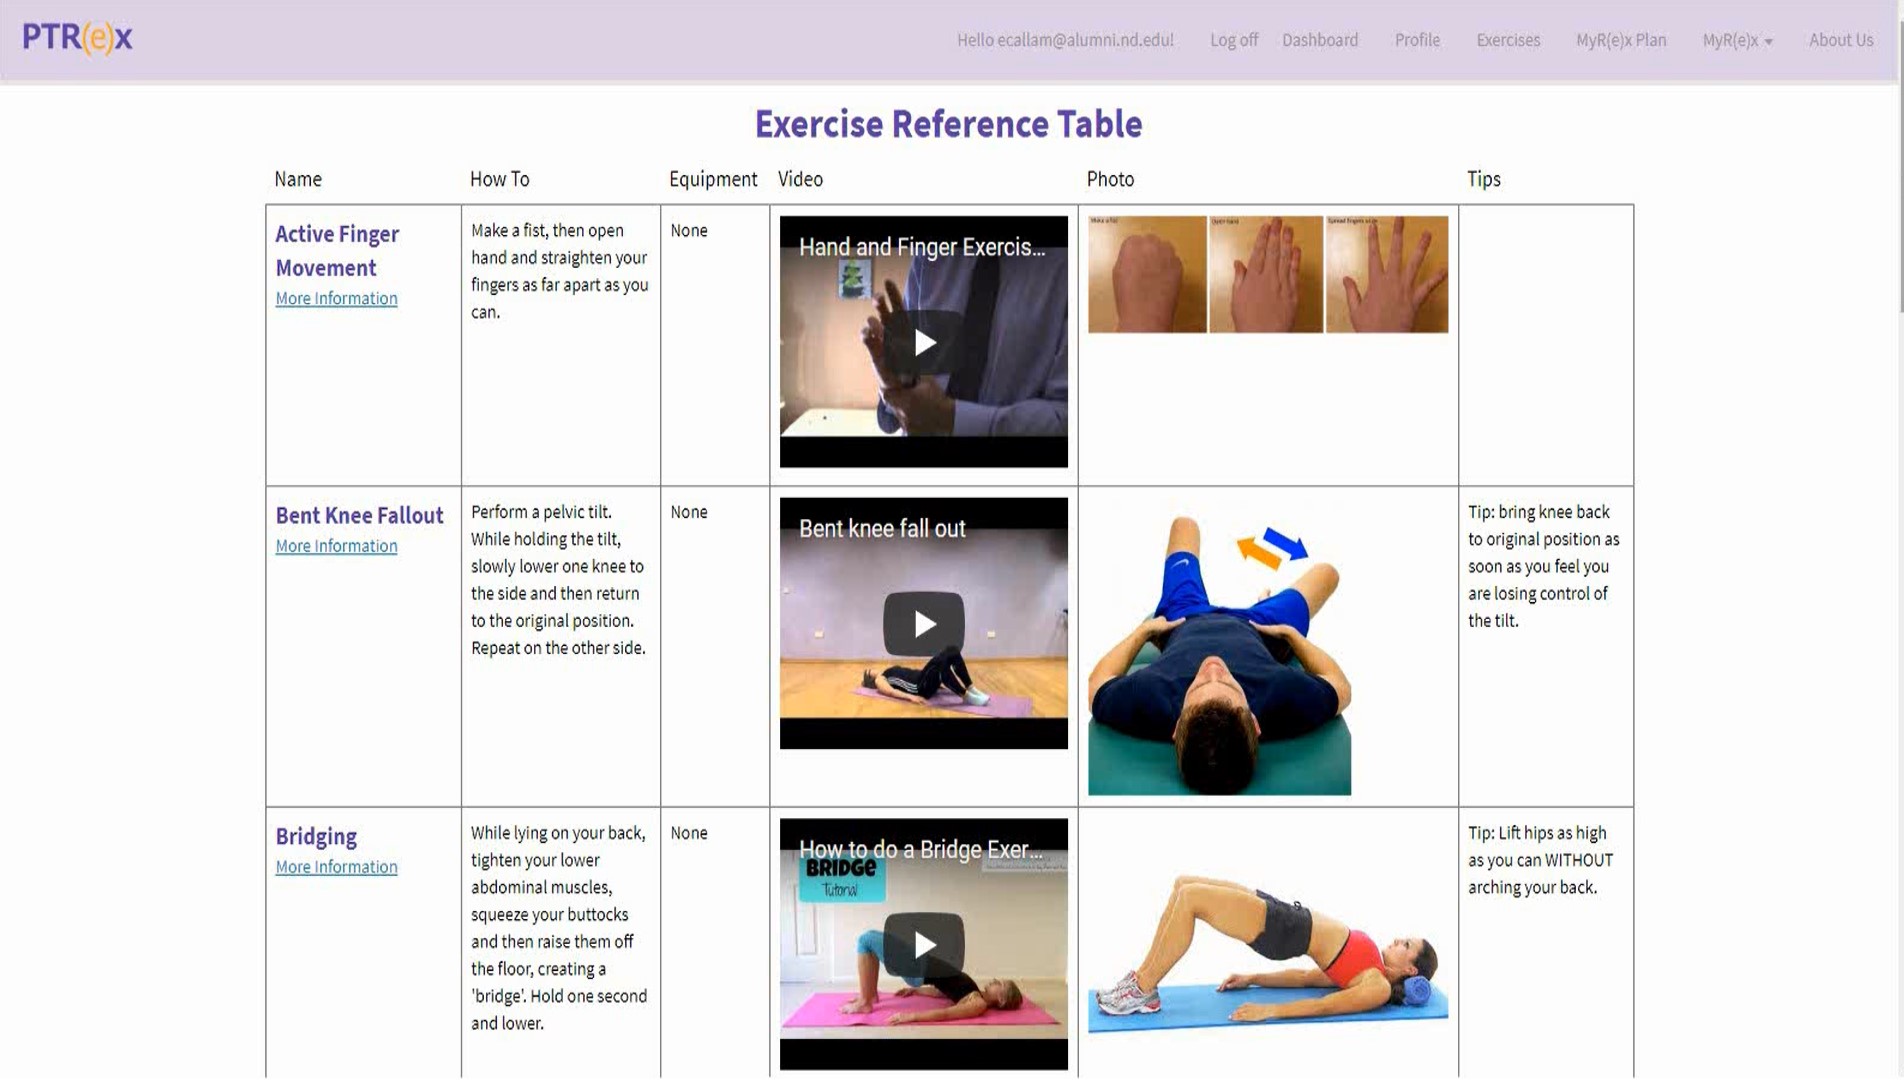 PTR(e)x
Hello ecallam@alumni.nd.edu!
Log off
Dashboard
Profile
Exercises
MyR(e)x Plan
MyR(e)x
About Us
Exercise Reference Table
Name
How To
Equipment
Video
Photo
Tips
Active Finger
Movement
More Information
Make a fist, then open
hand and straighten your
fingers as far apart as you
can.
None
Hand and Finger Exercis...
Make a fist
Open hand
Spread fingers
Bent Knee Fallout
More Information
Perform a pelvic tilt.
While holding the tilt,
slowly lower one knee to
the side and then return
to the original position.
Repeat on the other side.
None
Bent knee fall out
Tip: bring knee back
to original position as
soon as you feel you
are losing control of
the tilt.
Bridging
More Information
While lying on your back,
tighten your lower
abdominal muscles,
squeeze your buttocks
and then raise them off
the floor, creating a
'bridge'. Hold one second
and lower.
None
How to do a Bridge Exer...
BRIDGE
Tutorial
Tip: Lift hips as high
as you can WITHOUT
arching your back.